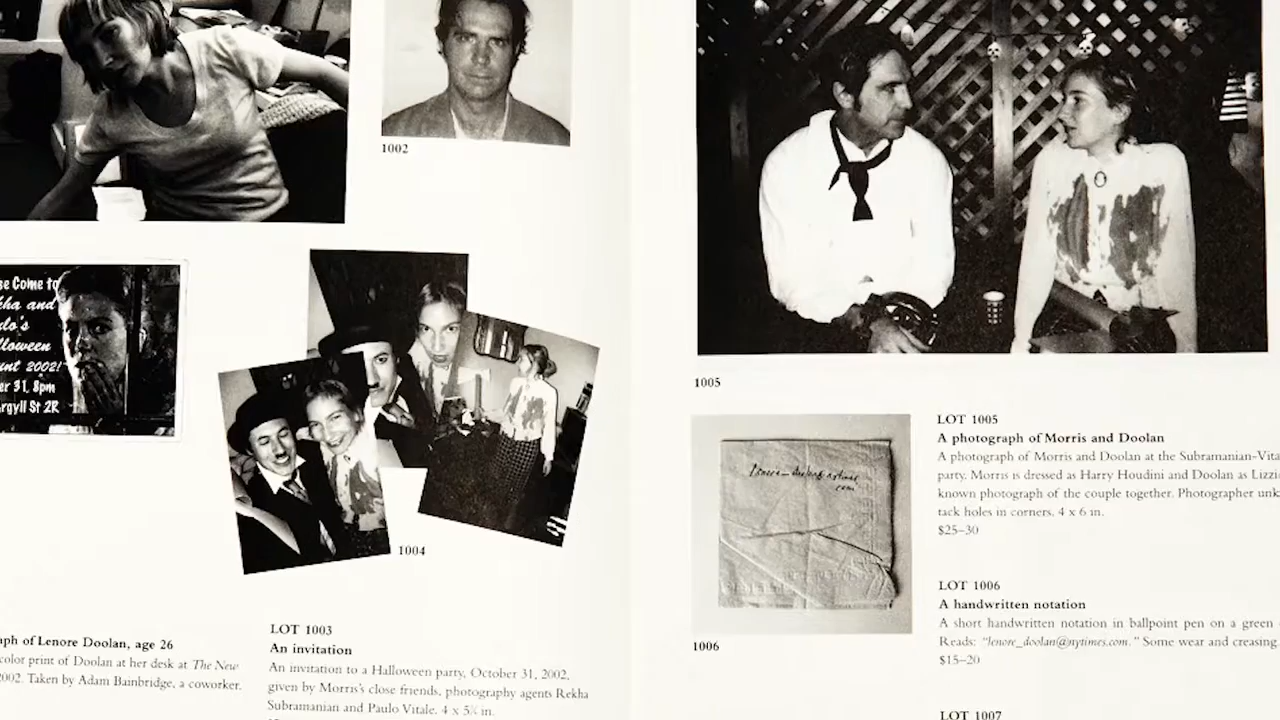 1002
se Come to
kha and
ulo's
lloween
unt 2002!
er 31, 8pm
rgyll St 2R
1004
aph of Lenore Doolan, age 26
color print of Doolan at her desk at The New
2002. Taken by Adam Bainbridge, a coworker.
LOT 1003
An invitation
An invitation to a Halloween party, October 31, 2002,
given by Morris's close friends, photography agents Rekha
Subramanian and Paulo Vitale. 4 x 5¾ in.
1005
LOT 1005
A photograph of Morris and Doolan
A photograph of Morris and Doolan at the Subramanian-Vita
party. Morris is dressed as Harry Houdini and Doolan as Lizzi
known photograph of the couple together. Photographer unk
tack holes in corners. 4 x 6 in.
$25–30
1006
LOT 1006
A handwritten notation
A short handwritten notation in ballpoint pen on a green
Reads: "lenore_doolan@nytimes.com." Some wear and creasing.
$15–20
LOT 1007